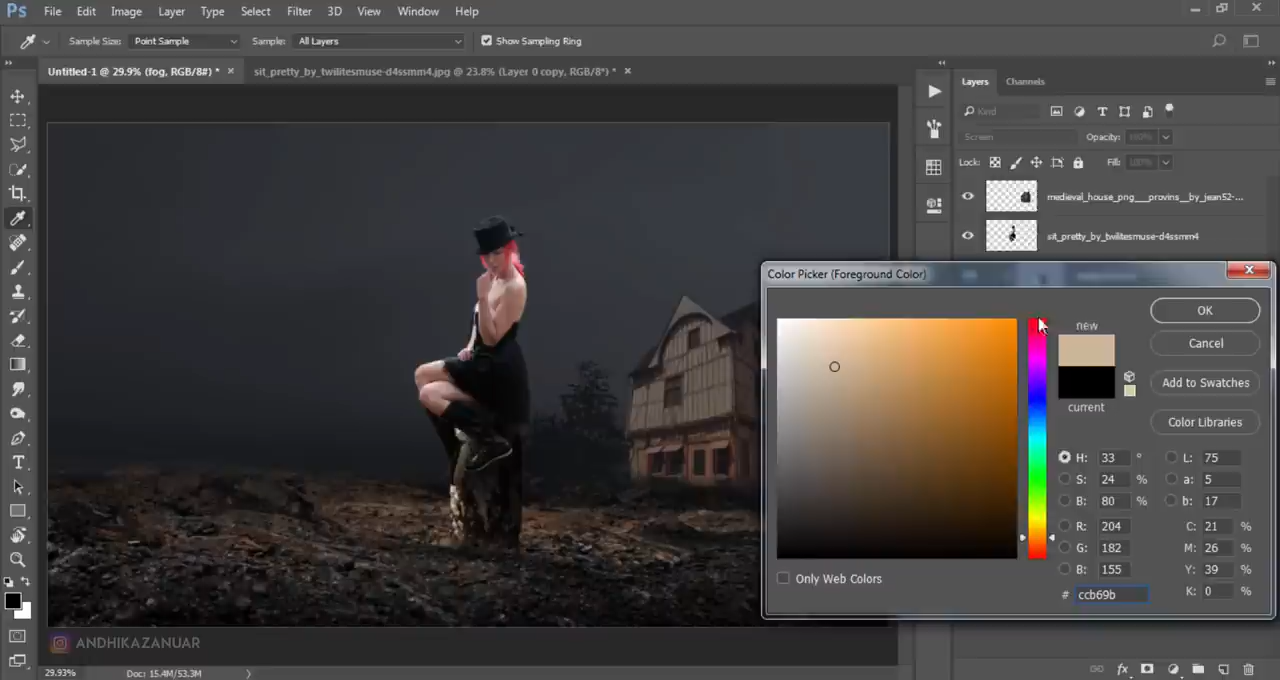 Ps File Edit Image Layer Type Select Filter 3D View Window Help
Sample Size: Point Sample Sample: All Layers Show Sampling Ring
Untitled-1 @ 29.9% (fog, RGB/8#) * × sit_pretty_by_twilitesmuse-d4ssmm4.jpg @ 23.8% (Layer 0 copy, RGB/8*) * ×
Layers Channels
Kind
Screen Opacity: 100%
Lock: Fill: 100%
medieval_house_png___provins__by_jean52-...
sit_pretty_by_twilitesmuse-d4ssmm4
Color Picker (Foreground Color)
OK
new
Cancel
Add to Swatches
current
Color Libraries
H: 33 ° L: 75
S: 24 % a: 5
B: 80 % b: 17
R: 204 C: 21 %
G: 182 M: 26 %
B: 155 Y: 39 %
Only Web Colors
# ccb69b K: 0 %
ANDHIKAZANUAR
29.93% Doc: 15.4M/53.3M